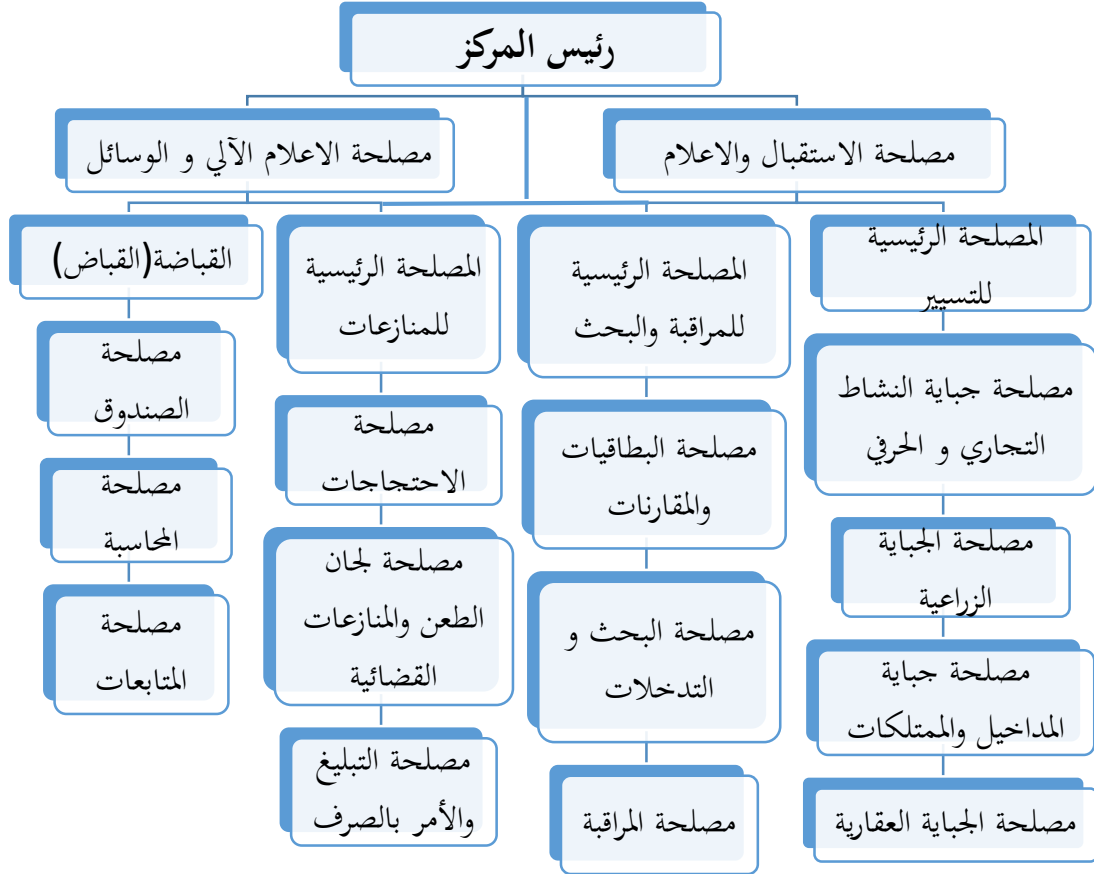 رئيس المركز
مصلحة الاستقبال والاعلام
مصلحة الاعلام الآلي و الوسائل
المصلحة الرئيسية
للتسيير
مصلحة جباية النشاط
التجاري و الحرفي
مصلحة الجباية
الزراعية
مصلحة جباية
المداخيل والممتلكات
مصلحة الجباية العقارية
المصلحة الرئيسية
للمراقبة والبحث
مصلحة البطاقيات
والمقارنات
مصلحة البحث و
التدخلات
مصلحة المراقبة
المصلحة الرئيسية
للمنازعات
مصلحة
الاحتجاجات
مصلحة لجان
الطعن والمنازعات
القضائية
مصلحة التبليغ
والأمر بالصرف
القباضة(القباض)
مصلحة
الصندوق
مصلحة
المحاسبة
مصلحة
المتابعات